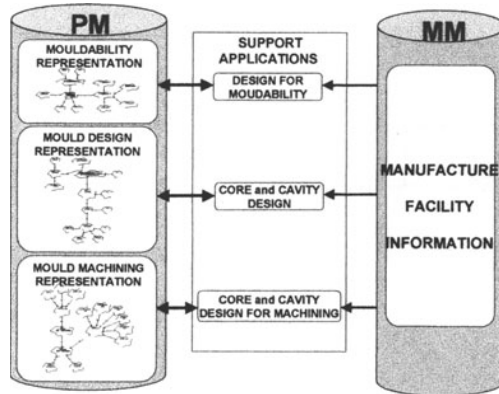 PM
MOULDABILITY
REPRESENTATION
MOULD DESIGN
REPRESENTATION
MOULD MACHINING
REPRESENTATION
SUPPORT
APPLICATIONS
DESIGN FOR
MOUDABILITY
CORE and CAVITY
DESIGN
CORE and CAVITY
DESIGN FOR MACHINING
MM
MANUFACTURE
FACILITY
INFORMATION